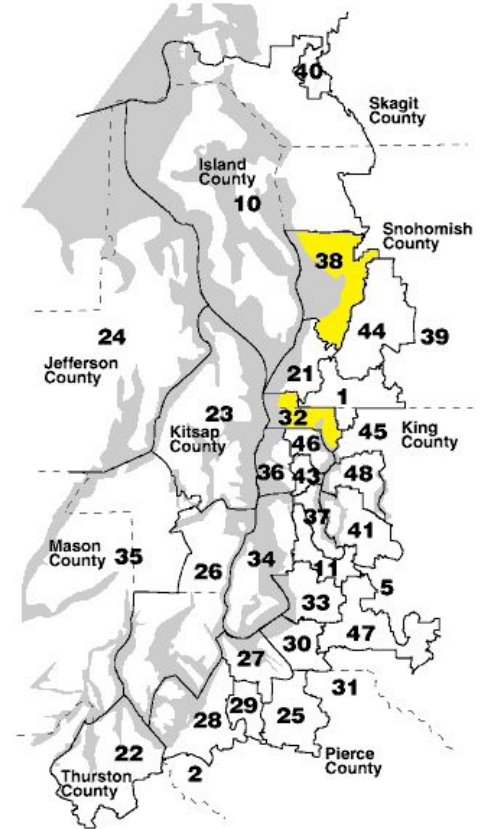 40
Skagit
County
Island
County
10
Snohomish
County
38
24
44
39
Jefferson
County
21
1
23
32
45
Kitsap
County
King
County
46
36
43
48
37
41
Mason
County
35
26
34
11
5
33
47
30
27
31
29
28
25
22
Pierce
County
2
Thurston
County